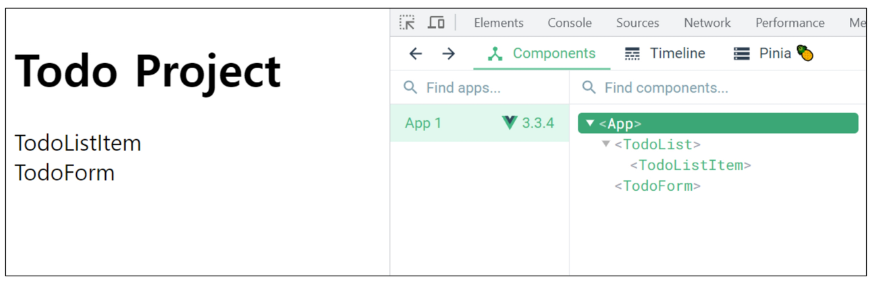 Todo Project
TodoListItem
TodoForm
Elements Console Sources Network Performance Me
Components Timeline Pinia 🍍
Find apps... Find components...
App 1 3.3.4
<App>
<TodoList>
<TodoListItem>
<TodoForm>